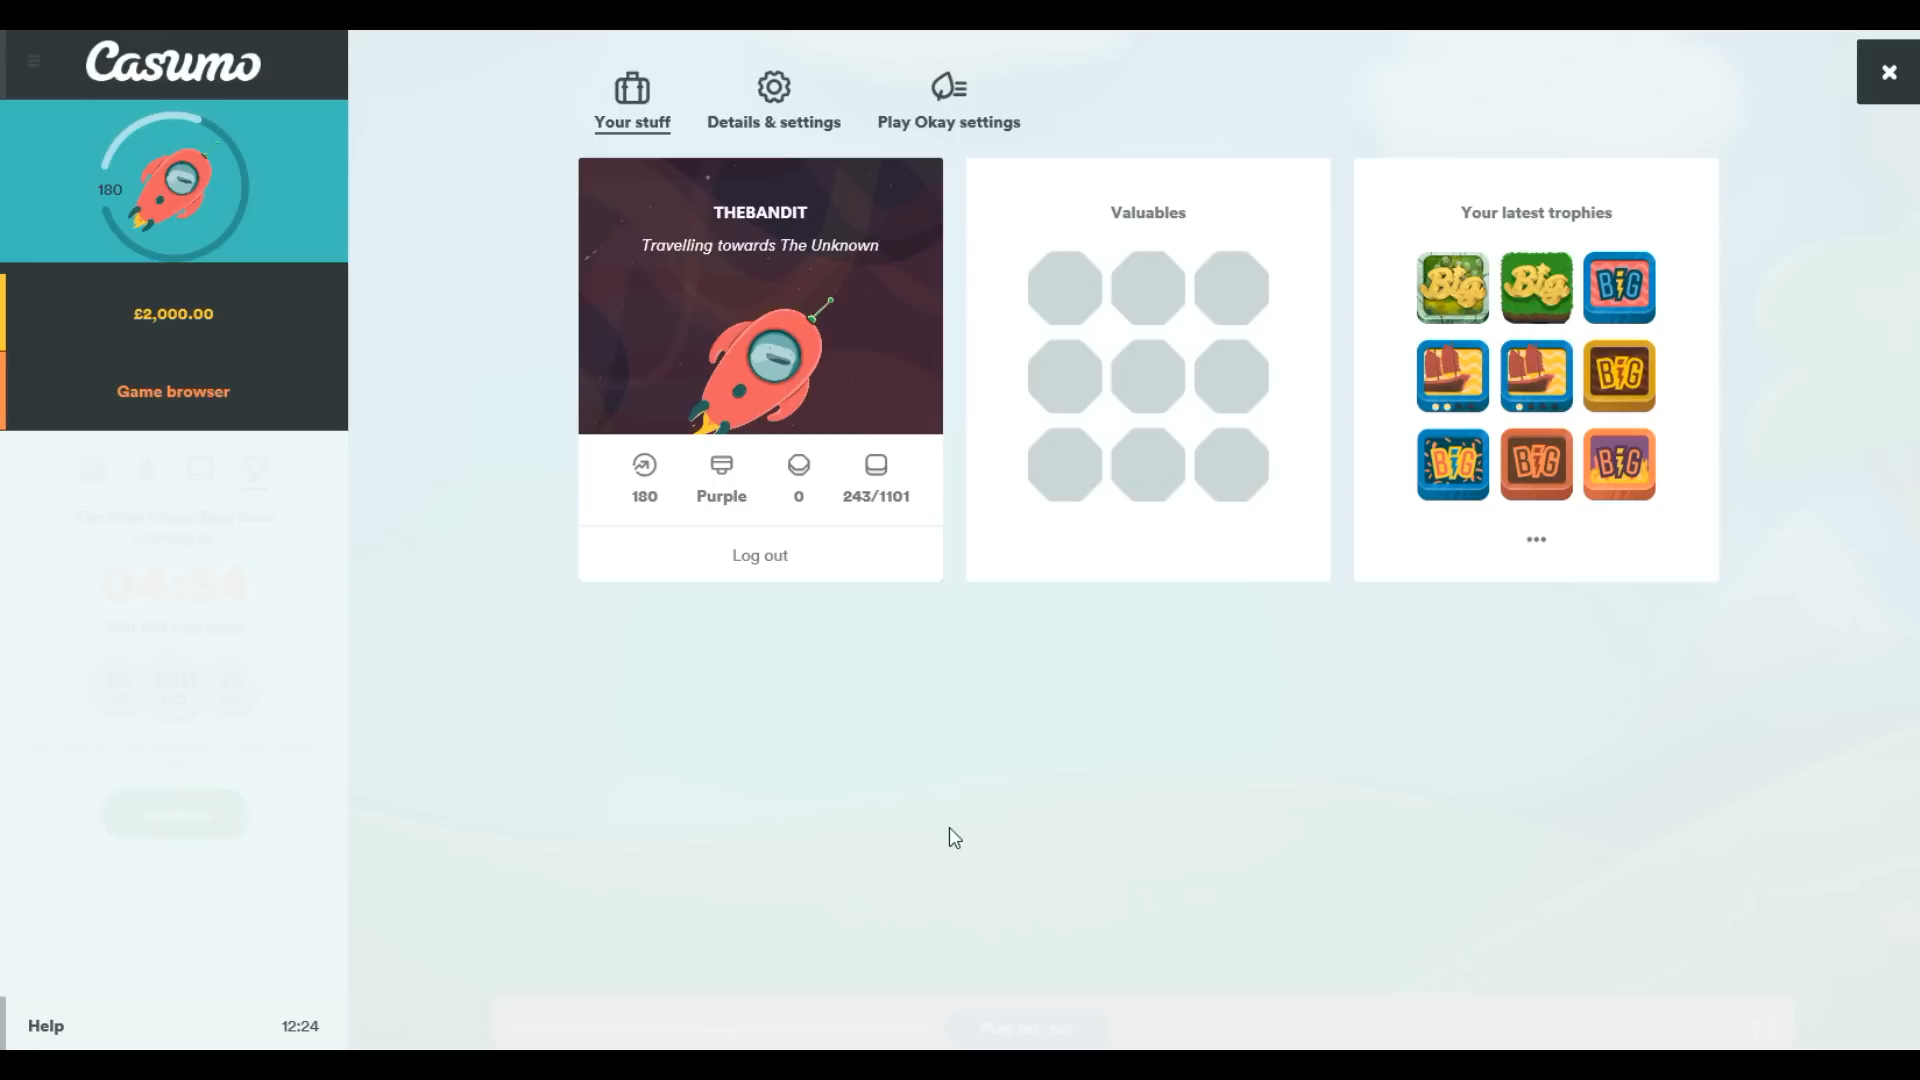 Casumo
180
£2,000.00
Game browser
04:54
Help
12:24
Your stuff
Details & settings
Play Okay settings
THEBANDIT
Travelling towards The Unknown
180
Purple
0
243/1101
Log out
Valuables
Your latest trophies
Big
Big
BIG
BIG
BIG
BIG
BIG